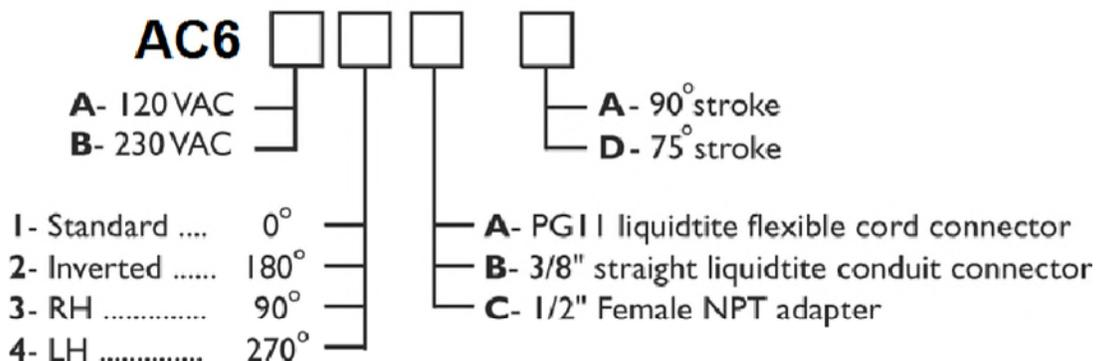 AC6
A- 120 VAC
B- 230 VAC
A- 90° stroke
D- 75° stroke
1- Standard .... 0°
2- Inverted ...... 180°
3- RH .............. 90°
4- LH .............. 270°
A- PG11 liquidtite flexible cord connector
B- 3/8" straight liquidtite conduit connector
C- 1/2" Female NPT adapter